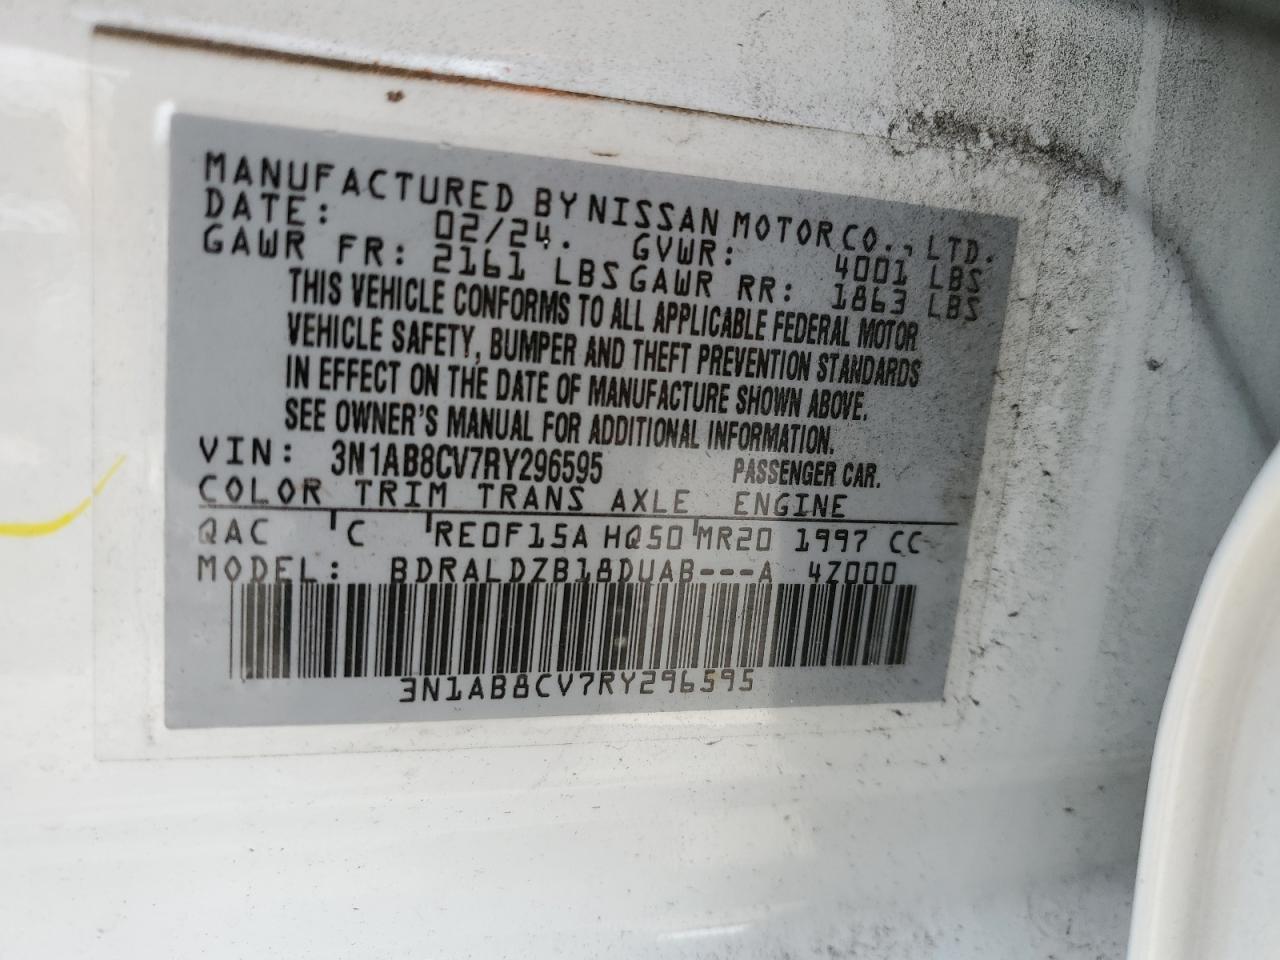 MANUFACTURED BY NISSAN MOTOR CO., LTD.
DATE: 02/24. GVWR: 4001 LBS
GAWR FR: 2161 LBS GAWR RR: 1863 LBS
THIS VEHICLE CONFORMS TO ALL APPLICABLE FEDERAL MOTOR
VEHICLE SAFETY, BUMPER AND THEFT PREVENTION STANDARDS
IN EFFECT ON THE DATE OF MANUFACTURE SHOWN ABOVE.
SEE OWNER'S MANUAL FOR ADDITIONAL INFORMATION.
VIN: 3N1AB8CV7RY296595 PASSENGER CAR.
COLOR TRIM TRANS AXLE ENGINE
QAC C RE0F15A HQ50 MR20 1997 CC
MODEL: BDRALDZB18DUAB---A 4Z000
3N1AB8CV7RY296595